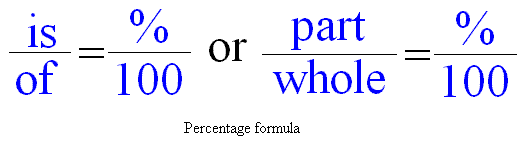 is/of = %/100 or part/whole = %/100
Percentage formula